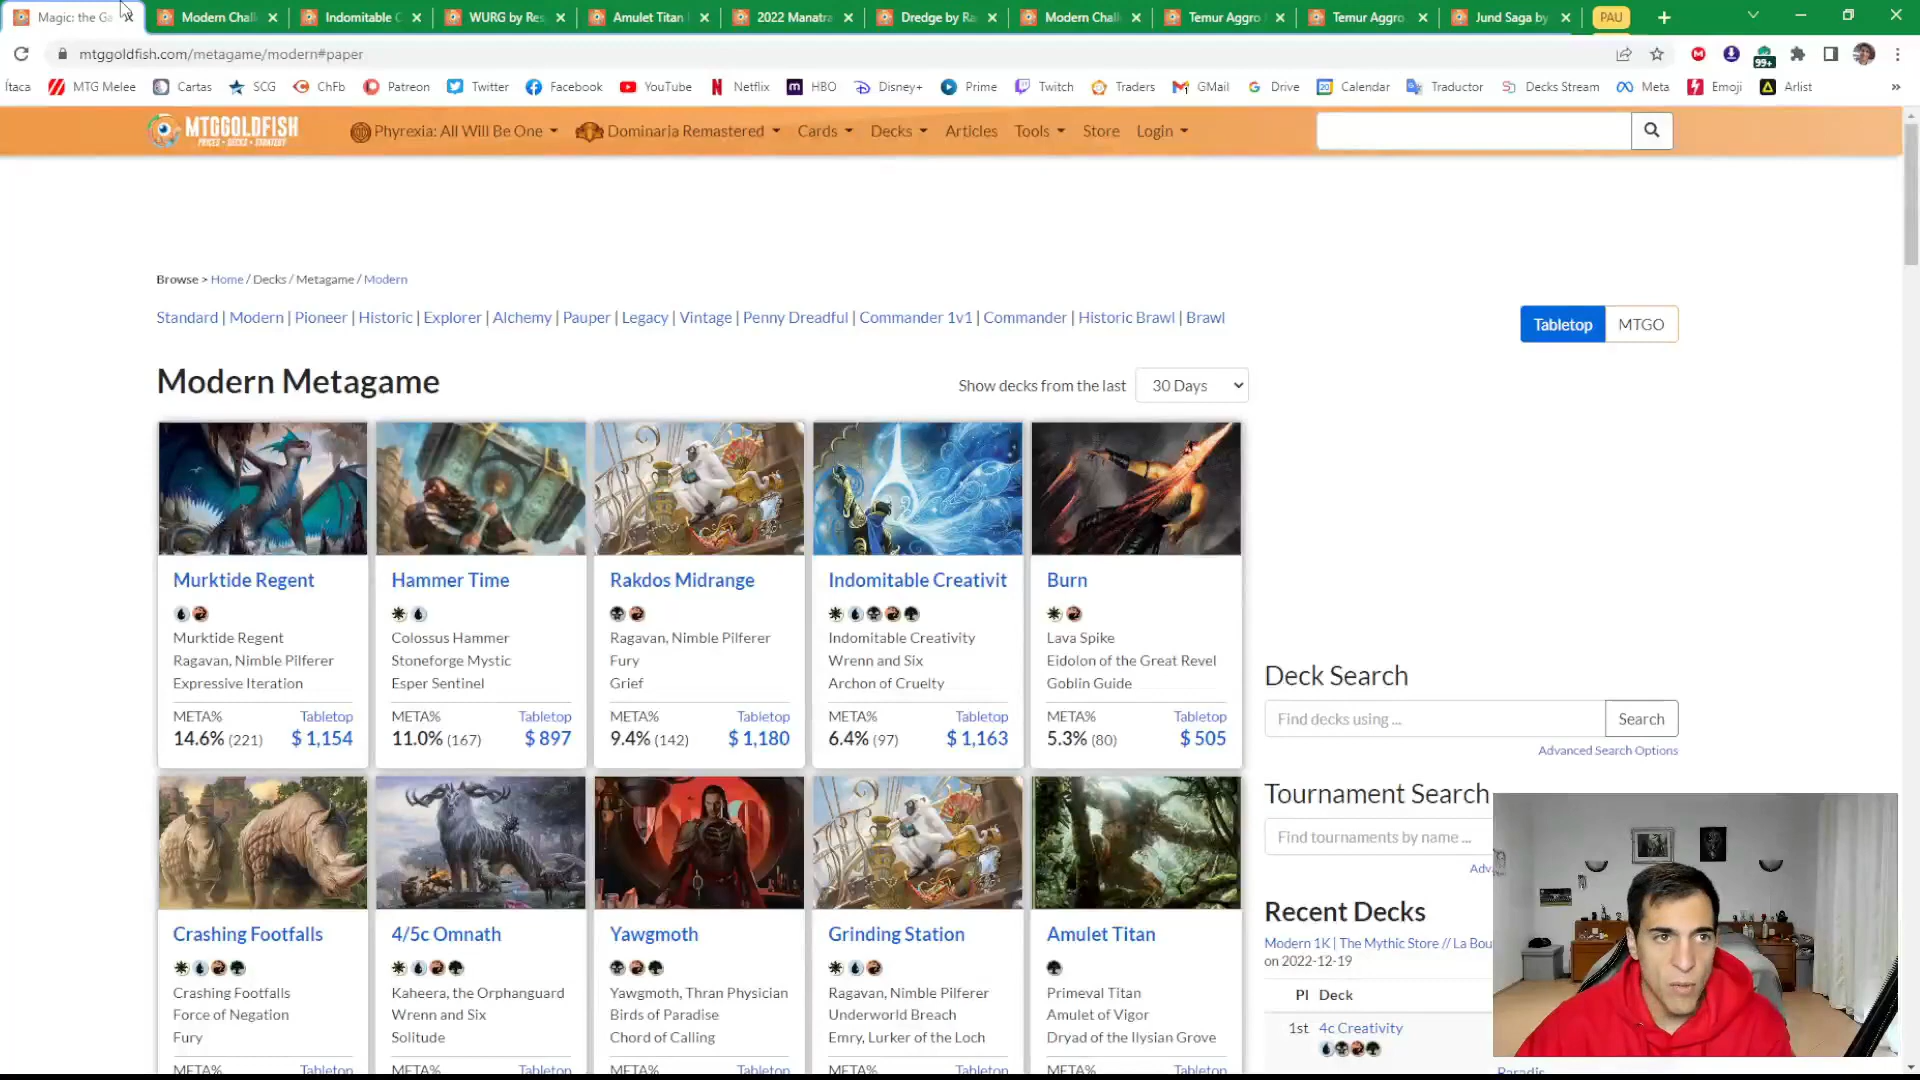 Magic: the Ga
Modern Chal
Indomitable C
WURG by Res
Amulet Titan
2022 Manatra
Dredge by Ra
Modern Chal
Temur Aggro
Temur Aggro
Jund Saga by
PAU
mtggoldfish.com/metagame/modern#paper
99+
Ítaca
MTG Melee
Cartas
SCG
ChFb
Patreon
Twitter
Facebook
YouTube
Netflix
HBO
Disney+
Prime
Twitch
Traders
GMail
Drive
Calendar
Traductor
Decks Stream
Meta
Emoji
Arlist
MTGGOLDFISH
PRICES • DECKS • STRATEGY
Phyrexia: All Will Be One
Dominaria Remastered
Cards
Decks
Articles
Tools
Store
Login
Browse > Home / Decks / Metagame / Modern
Standard | Modern | Pioneer | Historic | Explorer | Alchemy | Pauper | Legacy | Vintage | Penny Dreadful | Commander 1v1 | Commander | Historic Brawl | Brawl
Tabletop
MTGO
Modern Metagame
Show decks from the last
30 Days
Murktide Regent
Murktide Regent
Ragavan, Nimble Pilferer
Expressive Iteration
META%
Tabletop
14.6% (221)
$ 1,154
Hammer Time
Colossus Hammer
Stoneforge Mystic
Esper Sentinel
META%
Tabletop
11.0% (167)
$ 897
Rakdos Midrange
Ragavan, Nimble Pilferer
Fury
Grief
META%
Tabletop
9.4% (142)
$ 1,180
Indomitable Creativit
Indomitable Creativity
Wrenn and Six
Archon of Cruelty
META%
Tabletop
6.4% (97)
$ 1,163
Burn
Lava Spike
Eidolon of the Great Revel
Goblin Guide
META%
Tabletop
5.3% (80)
$ 505
Crashing Footfalls
Crashing Footfalls
Force of Negation
Fury
META%
Tabletop
4/5c Omnath
Kaheera, the Orphanguard
Wrenn and Six
Solitude
META%
Tabletop
Yawgmoth
Yawgmoth, Thran Physician
Birds of Paradise
Chord of Calling
META%
Tabletop
Grinding Station
Ragavan, Nimble Pilferer
Underworld Breach
Emry, Lurker of the Loch
META%
Tabletop
Amulet Titan
Primeval Titan
Amulet of Vigor
Dryad of the Ilysian Grove
META%
Tabletop
Deck Search
Find decks using ...
Search
Advanced Search Options
Tournament Search
Find tournaments by name ...
Adv
Recent Decks
Modern 1K | The Mythic Store // La Bou
on 2022-12-19
Pl Deck
1st 4c Creativity
Paradis